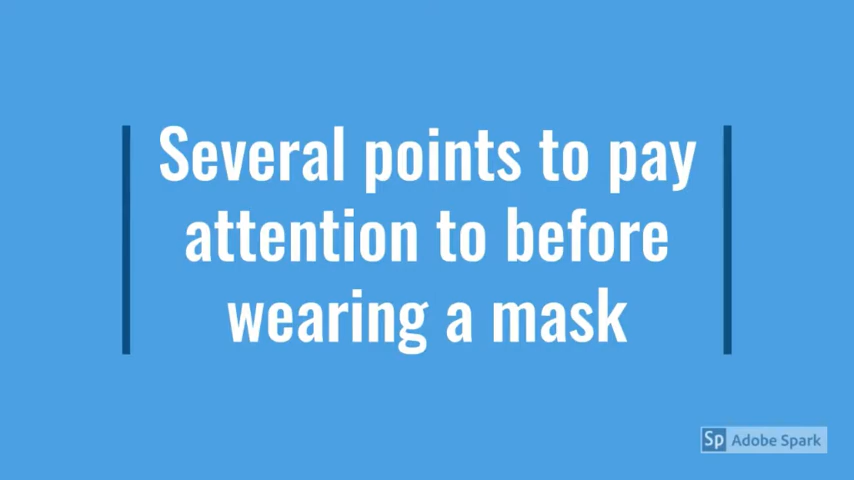 Several points to pay
attention to before
wearing a mask
Sp Adobe Spark